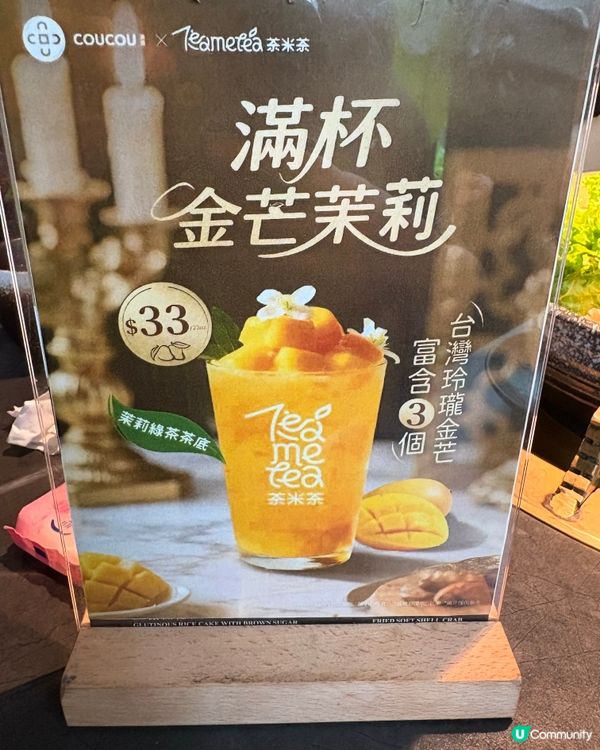 COUCOU × Teametea 茶米茶
滿杯
金芒茉莉
$33/22oz
台灣玲瓏金芒
富含3個
茉莉綠茶茶底
Tea
me
tea
茶米茶
GLUTINOUS RICE CAKE WITH BROWN SUGAR
FRIED SOFT SHELL CRAB
U Community